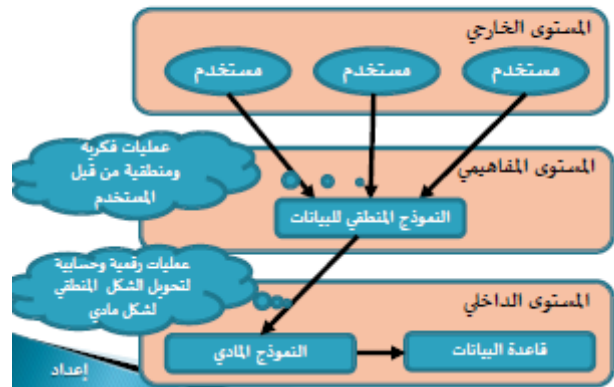 المستوى الخارجي
مستخدم
مستخدم
مستخدم
المستوى المفاهيمي
عمليات فكرية
ومنطقية من قبل
المستخدم
النموذج المنطقي للبيانات
المستوى الداخلي
عمليات رقمية وحسابية
لتحويل الشكل المنطقي
لشكل مادي
النموذج المادي
قاعدة البيانات
إعداد